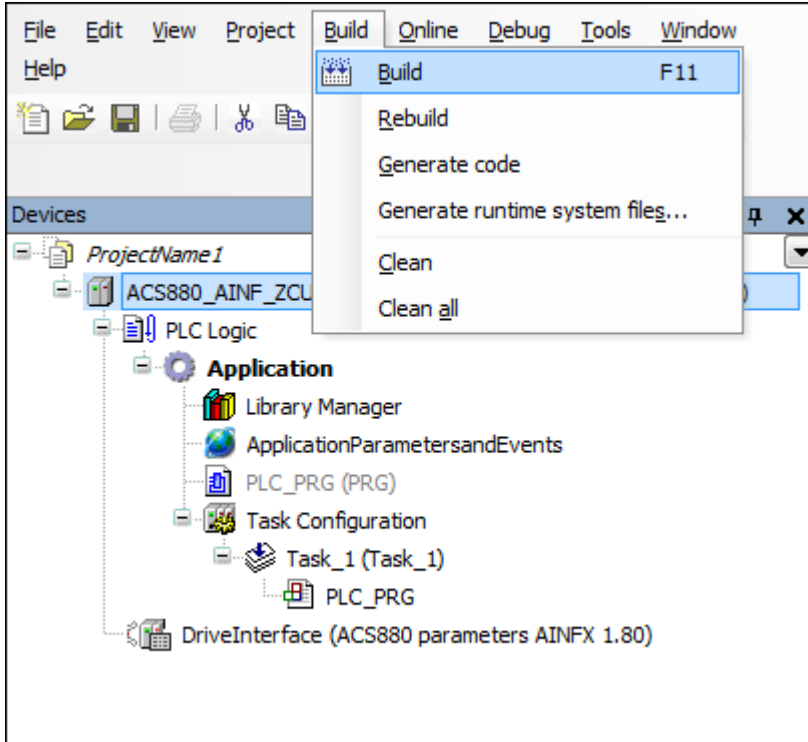 File Edit View Project Build Online Debug Tools Window
Help
Build F11
Rebuild
Generate code
Generate runtime system files...
Clean
Clean all
Devices
ProjectName1
ACS880_AINF_ZCU
PLC Logic
Application
Library Manager
ApplicationParametersandEvents
PLC_PRG (PRG)
Task Configuration
Task_1 (Task_1)
PLC_PRG
DriveInterface (ACS880 parameters AINFX 1.80)